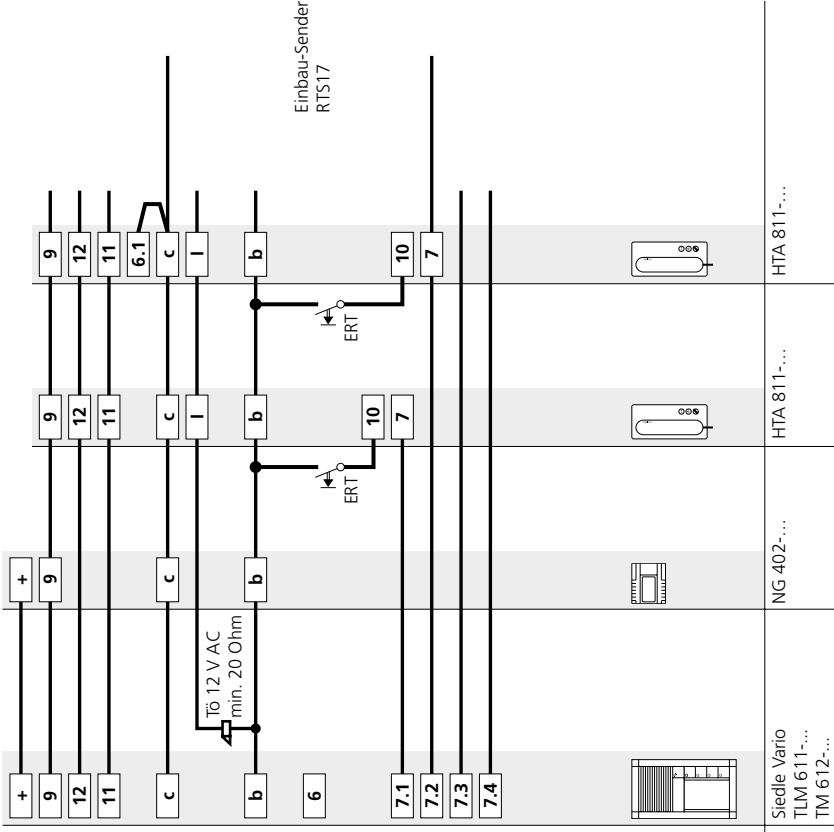 + +
9 9 9 9
12 12 12
11 11 11
6.1
c c c c
I I
Tö 12 V AC
min. 20 Ohm
b b b b
Einbau-Sender
RTS17
6
ERT ERT
10
7.1 7 10
7.2 7
7.3
7.4
Siedle Vario
TLM 611-...
TM 612-...
NG 402-...
HTA 811-...
HTA 811-...